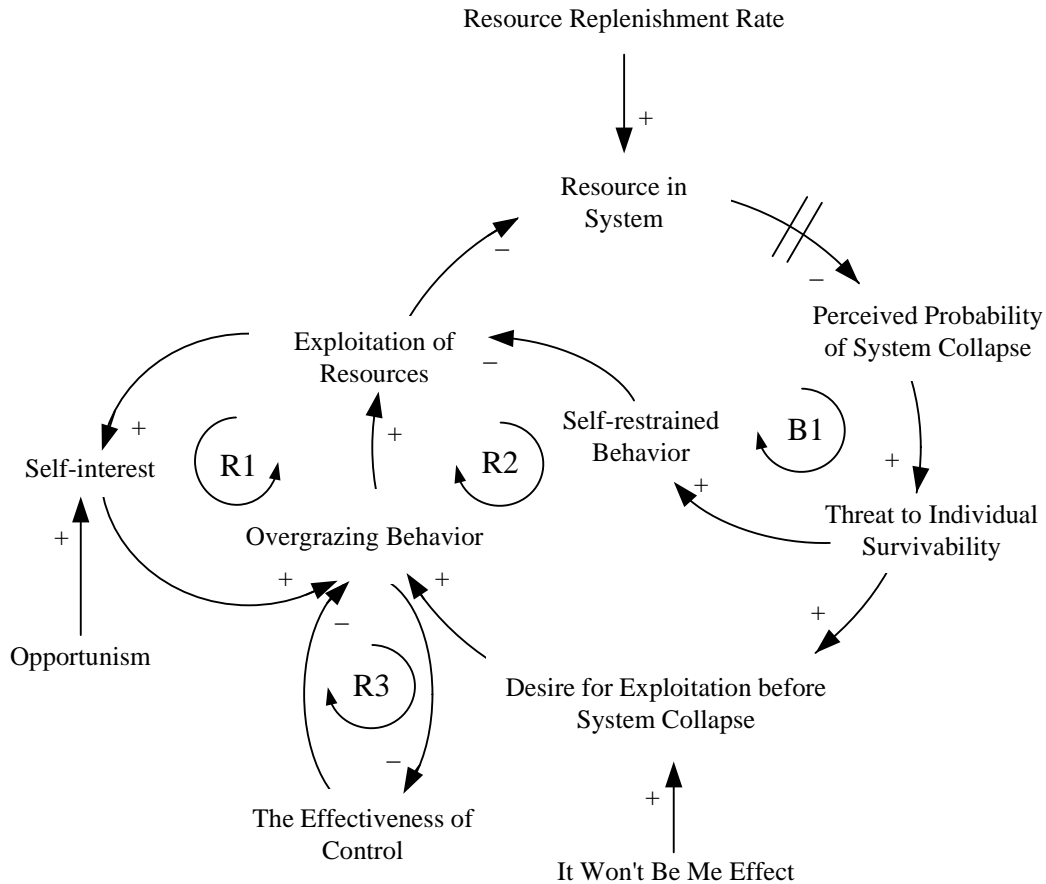 Resource Replenishment Rate
+
Resource in
System
−
−
Perceived Probability
of System Collapse
Exploitation of
Resources
−
Self-restrained
Behavior
B1
+
+
R1
R2
Self-interest
+
+
Threat to Individual
Survivability
+
Overgrazing Behavior
+
+
−
+
Opportunism
R3
Desire for Exploitation before
System Collapse
−
+
The Effectiveness of
Control
It Won't Be Me Effect